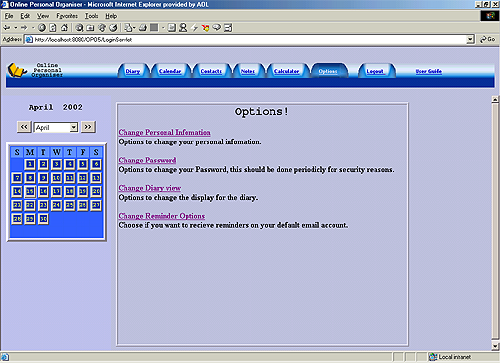 Online Personal Organiser - Microsoft Internet Explorer provided by AOL
File Edit View Favorites Tools Help
Address http://localhost:8080/OPO5/LoginServlet Go
Online
Personal
Organiser
Diary Calendar Contacts Notes Calculator Options Logout User Guide
April 2002
<< April >>
S M T W T F S
1 2 3 4 5 6
7 8 9 10 11 12 13
14 15 16 17 18 19 20
21 22 23 24 25 26 27
28 29 30
Options!
Change Personal Infomation
Options to change your personal infomation.
Change Password
Options to change your Password, this should be done periodicly for security reasons.
Change Diary view
Options to change the display for the diary.
Change Reminder Options
Choose if you want to recieve reminders on your default email account.
Local intranet